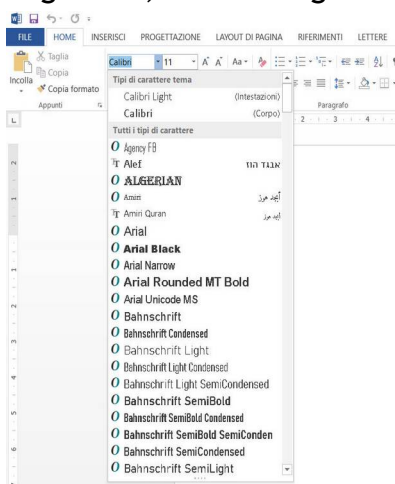 FILE HOME INSERISCI PROGETTAZIONE LAYOUT DI PAGINA RIFERIMENTI LETTERE
Taglia
Copia
Copia formato
Incolla
Appunti
Calibri 11
Paragrafo
Tipi di carattere tema
Calibri Light (Intestazioni)
Calibri (Corpo)
Tutti i tipi di carattere
Agency FB
Alef אבגד הוז
ALGERIAN
Amiri أبجد هوز
Amiri Quran أبجد هوز
Arial
Arial Black
Arial Narrow
Arial Rounded MT Bold
Arial Unicode MS
Bahnschrift
Bahnschrift Condensed
Bahnschrift Light
Bahnschrift Light Condensed
Bahnschrift Light SemiCondensed
Bahnschrift SemiBold
Bahnschrift SemiBold Condensed
Bahnschrift SemiBold SemiConden
Bahnschrift SemiCondensed
Bahnschrift SemiLight